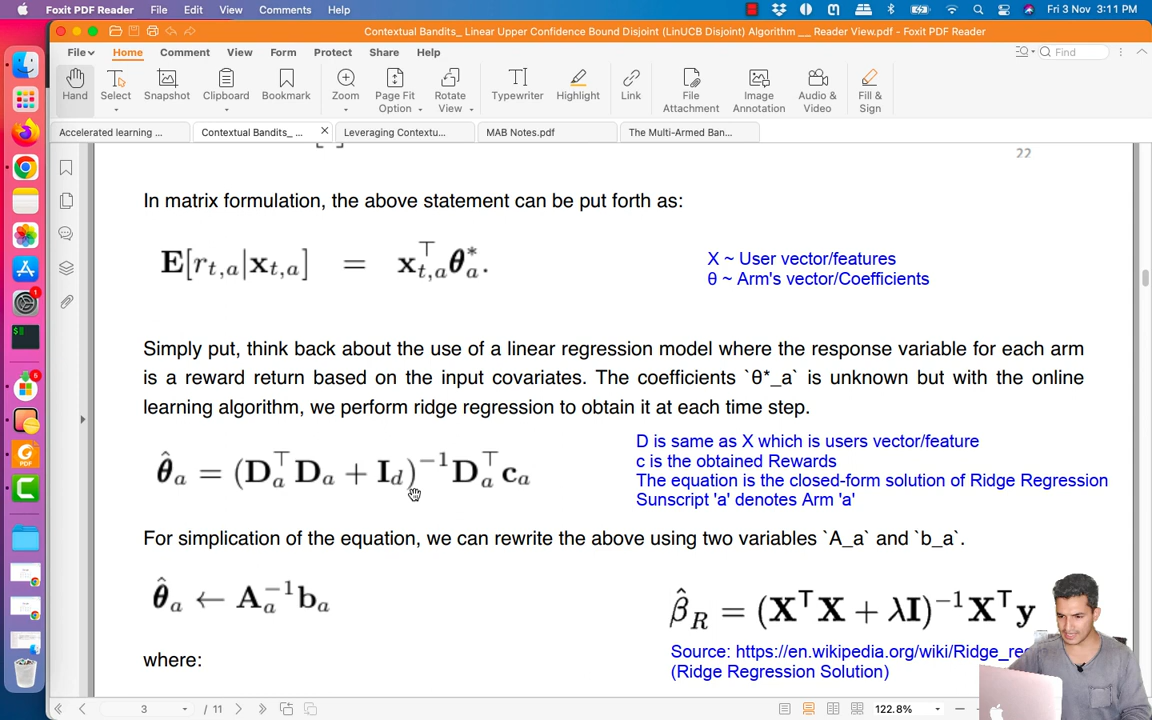 Foxit PDF Reader File Edit View Comments Help Fri 3 Nov 3:11 PM
Contextual Bandits_ Linear Upper Confidence Bound Disjoint (LinUCB Disjoint) Algorithm __ Reader View.pdf - Foxit PDF Reader
File Home Comment View Form Protect Share Help Find
Hand Select Snapshot Clipboard Bookmark Zoom Page Fit Option Rotate View Typewriter Highlight Link File Attachment Image Annotation Audio & Video Fill & Sign
Accelerated learning ... Contextual Bandits_ ... Leveraging Contextu... MAB Notes.pdf The Multi-Armed Ban...
22
In matrix formulation, the above statement can be put forth as:
E[r_{t,a}|x_{t,a}] = x_{t,a}^⊤ θ_a^*.
X ~ User vector/features
θ ~ Arm's vector/Coefficients
Simply put, think back about the use of a linear regression model where the response variable for each arm
is a reward return based on the input covariates. The coefficients `θ*_a` is unknown but with the online
learning algorithm, we perform ridge regression to obtain it at each time step.
θ̂_a = (D_a^⊤ D_a + I_d)^{-1} D_a^⊤ c_a
D is same as X which is users vector/feature
c is the obtained Rewards
The equation is the closed-form solution of Ridge Regression
Sunscript 'a' denotes Arm 'a'
For simplication of the equation, we can rewrite the above using two variables `A_a` and `b_a`.
θ̂_a ← A_a^{-1} b_a
β̂_R = (X^⊤X + λI)^{-1} X^⊤y
Source: https://en.wikipedia.org/wiki/Ridge_re
(Ridge Regression Solution)
where:
3 / 11 122.8%